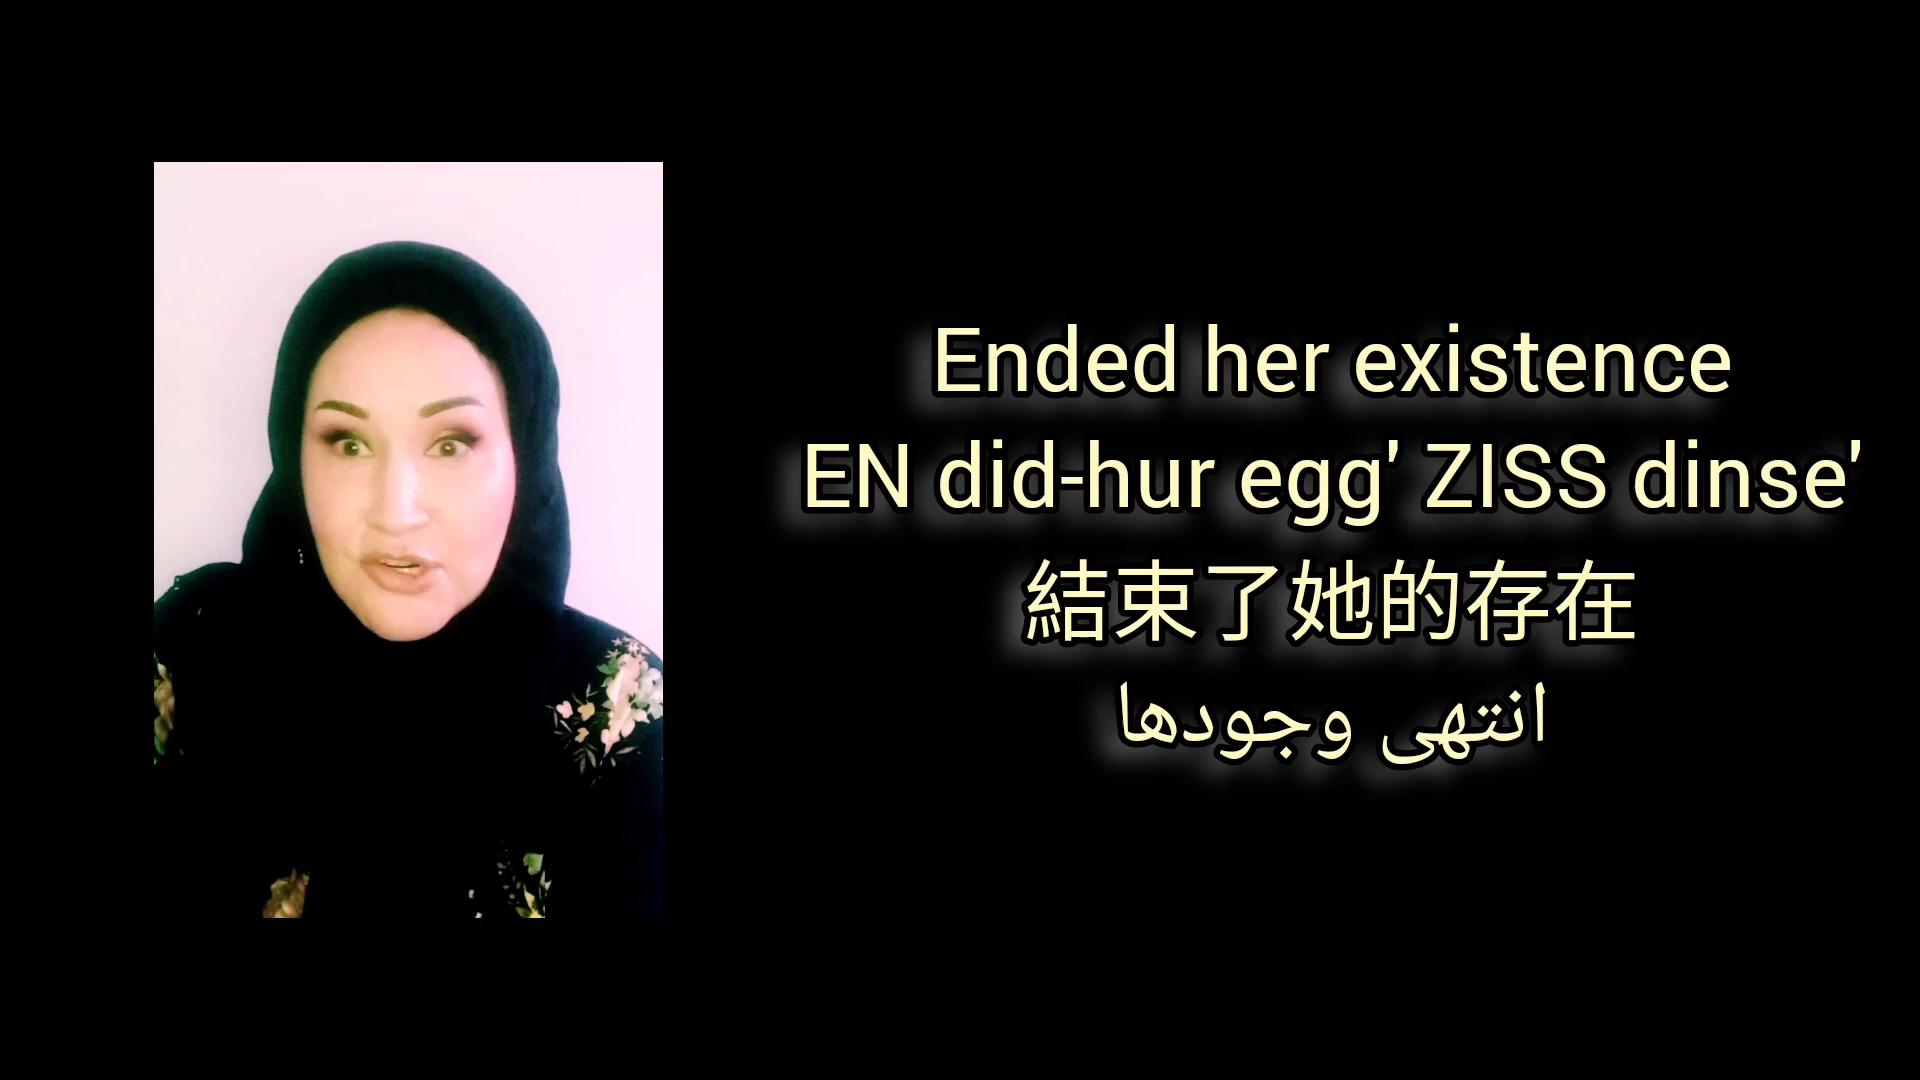 Ended her existence
EN did-hur egg' ZISS dinse'
結束了她的存在
انتهى وجودها